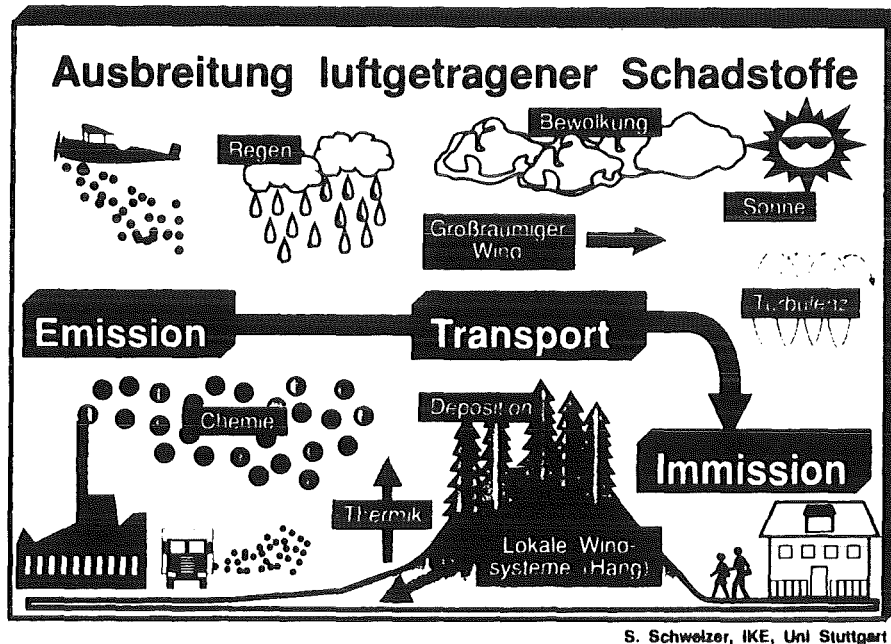 Ausbreitung luftgetragener Schadstoffe
Regen
Bewolkung
Sonne
Großraumiger
Wind
Turbulenz
Emission
Transport
Chemie
Deposition
Immission
Thermik
Lokale Wind-
systeme (Hang)
S. Schweizer, IKE, Uni Stuttgart